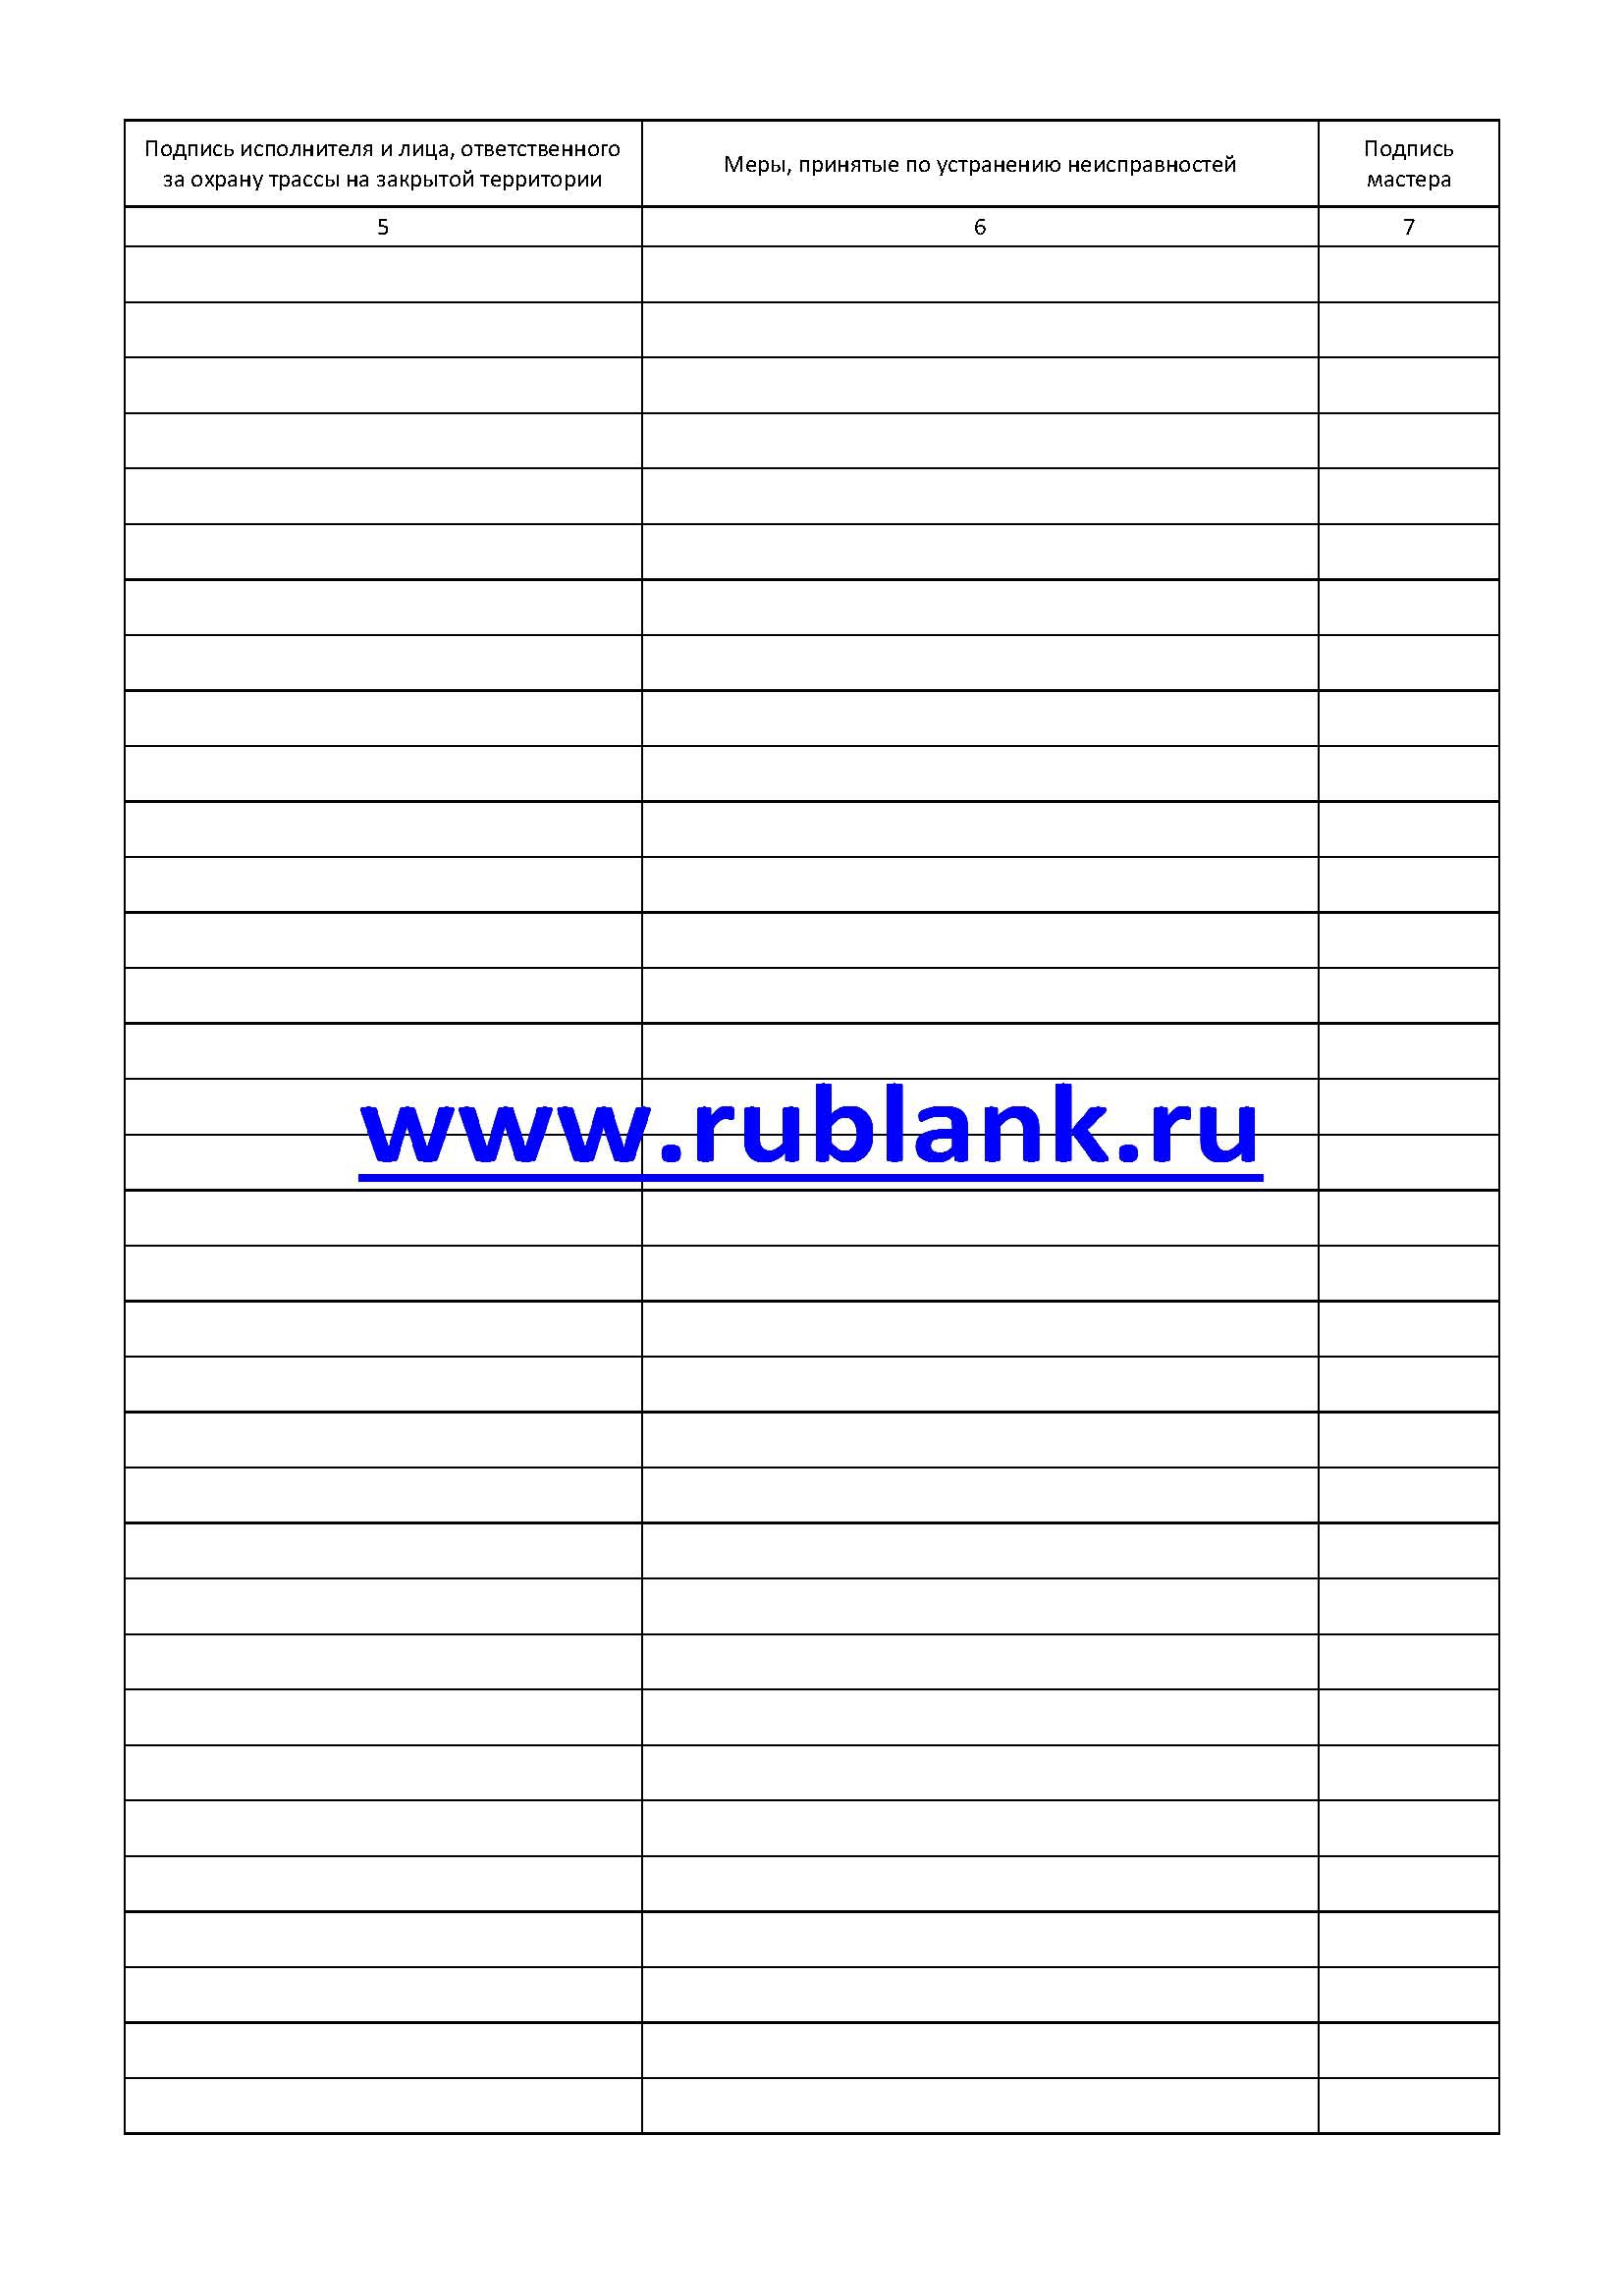 Подпись исполнителя и лица, ответственного
за охрану трассы на закрытой территории
Меры, принятые по устранению неисправностей
Подпись
мастера
5
6
7
www.rublank.ru